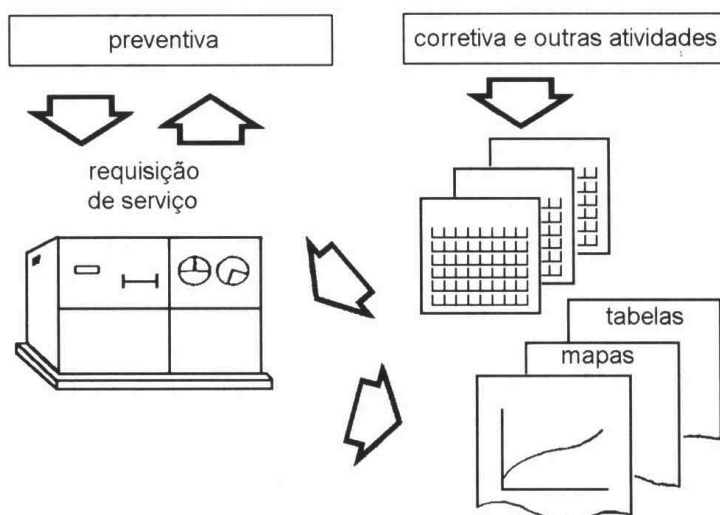 preventiva
corretiva e outras atividades
requisição
de serviço
tabelas
mapas